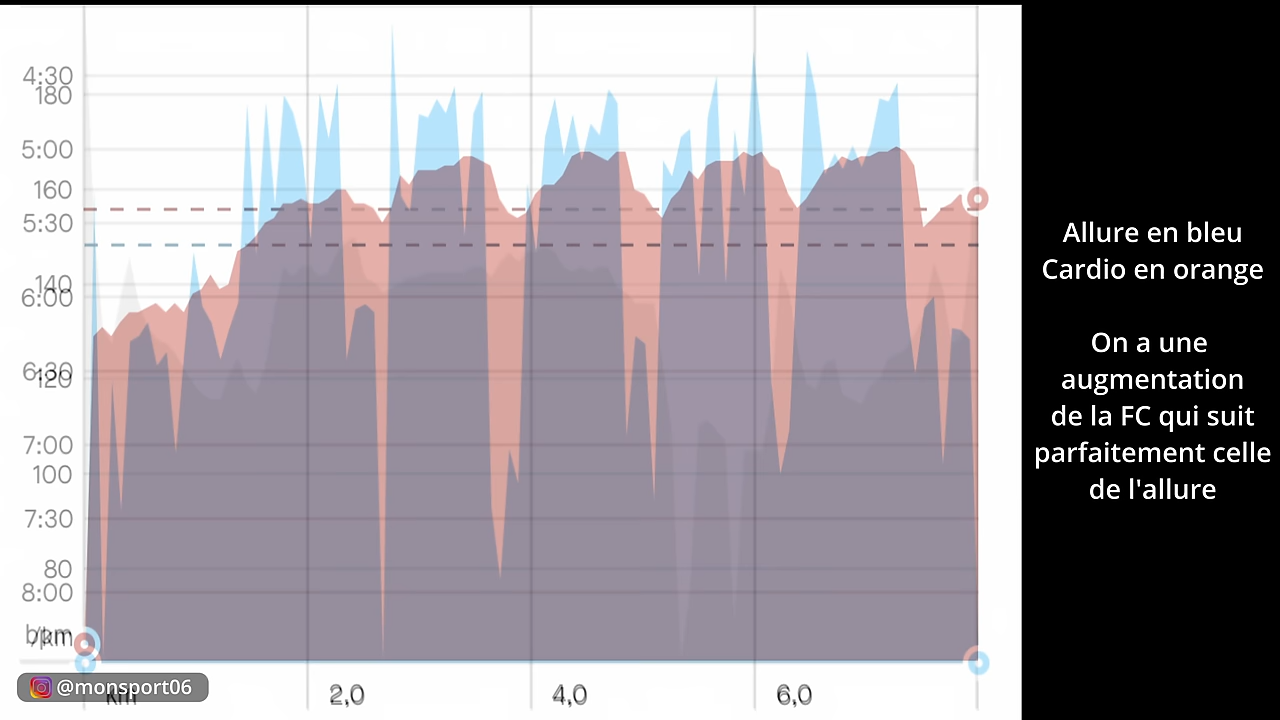 4:30
180
5:00
160
5:30
140
6:00
6:30
120
7:00
100
7:30
80
8:00
bpm
/km
km
2,0
4,0
6,0
@monsport06
Allure en bleu
Cardio en orange
On a une
augmentation
de la FC qui suit
parfaitement celle
de l'allure